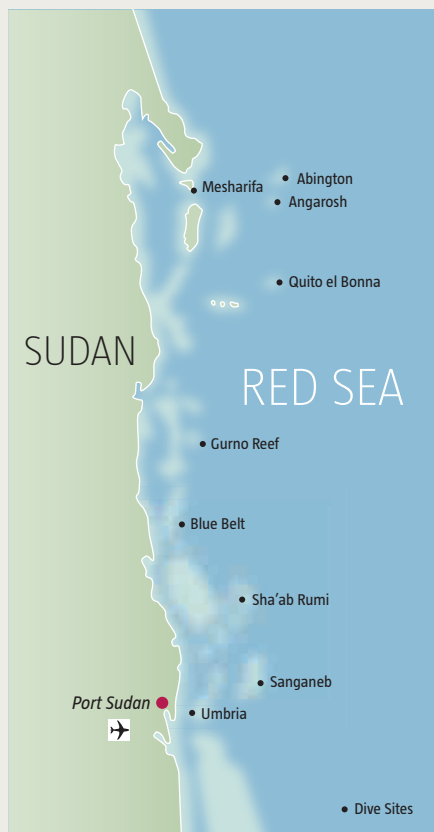 Mesharifa
Abington
Angarosh
Quito el Bonna
SUDAN
RED SEA
Gurno Reef
Blue Belt
Sha’ab Rumi
Sanganeb
Port Sudan
Umbria
Dive Sites